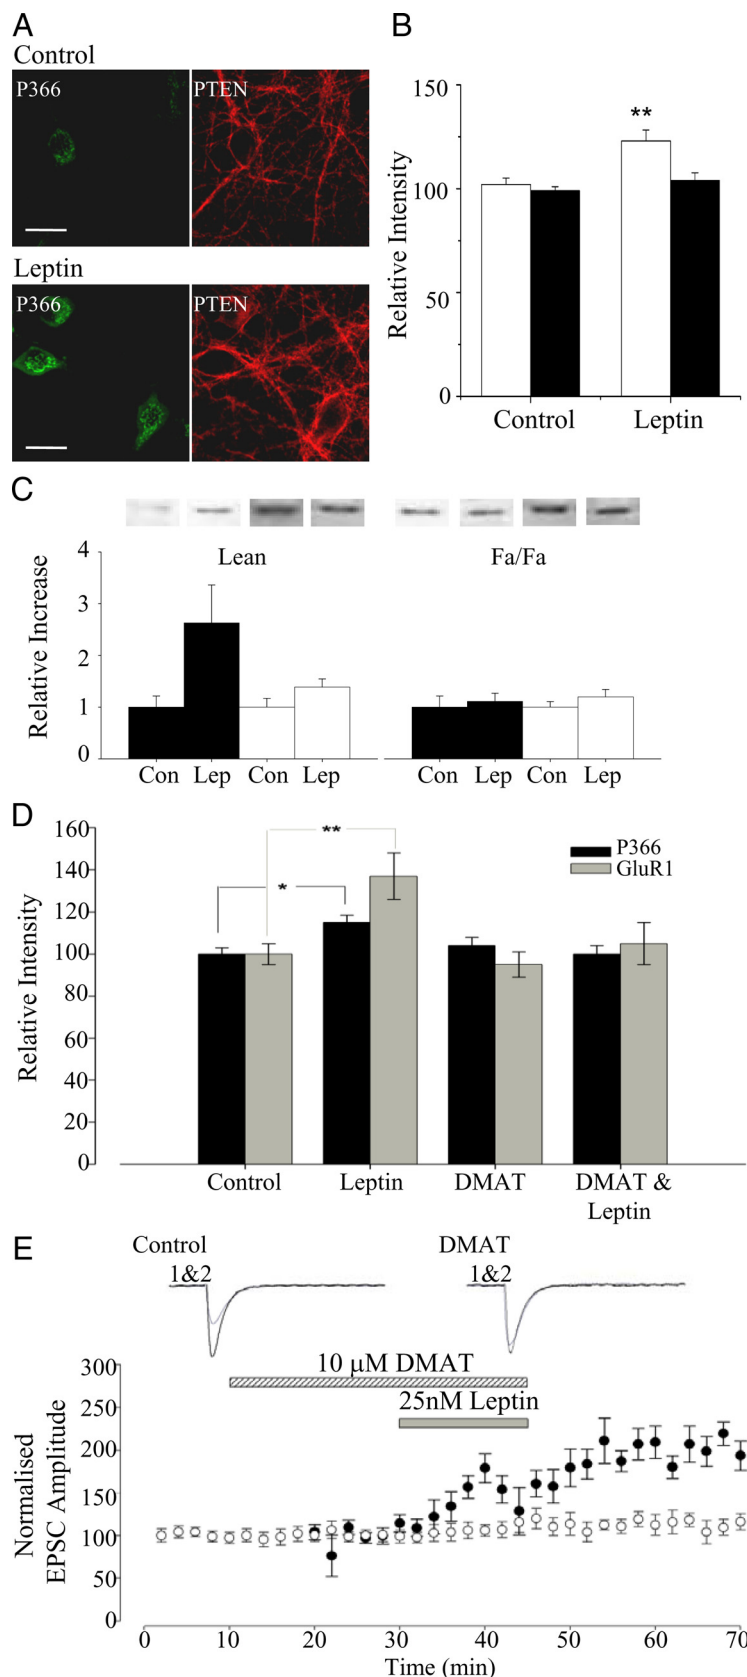 A
Control
P366
PTEN
Leptin
P366
PTEN
B
150
100
50
0
Relative Intensity
**
Control
Leptin
C
Lean
Fa/Fa
4
3
2
1
0
Relative Increase
Con
Lep
Con
Lep
Con
Lep
Con
Lep
D
160
140
120
100
80
60
40
20
0
Relative Intensity
*
**
P366
GluR1
Control
Leptin
DMAT
DMAT &
Leptin
E
Control
1&2
DMAT
1&2
10 µM DMAT
25nM Leptin
300
250
200
150
100
50
0
Normalised
EPSC Amplitude
0
10
20
30
40
50
60
70
Time (min)